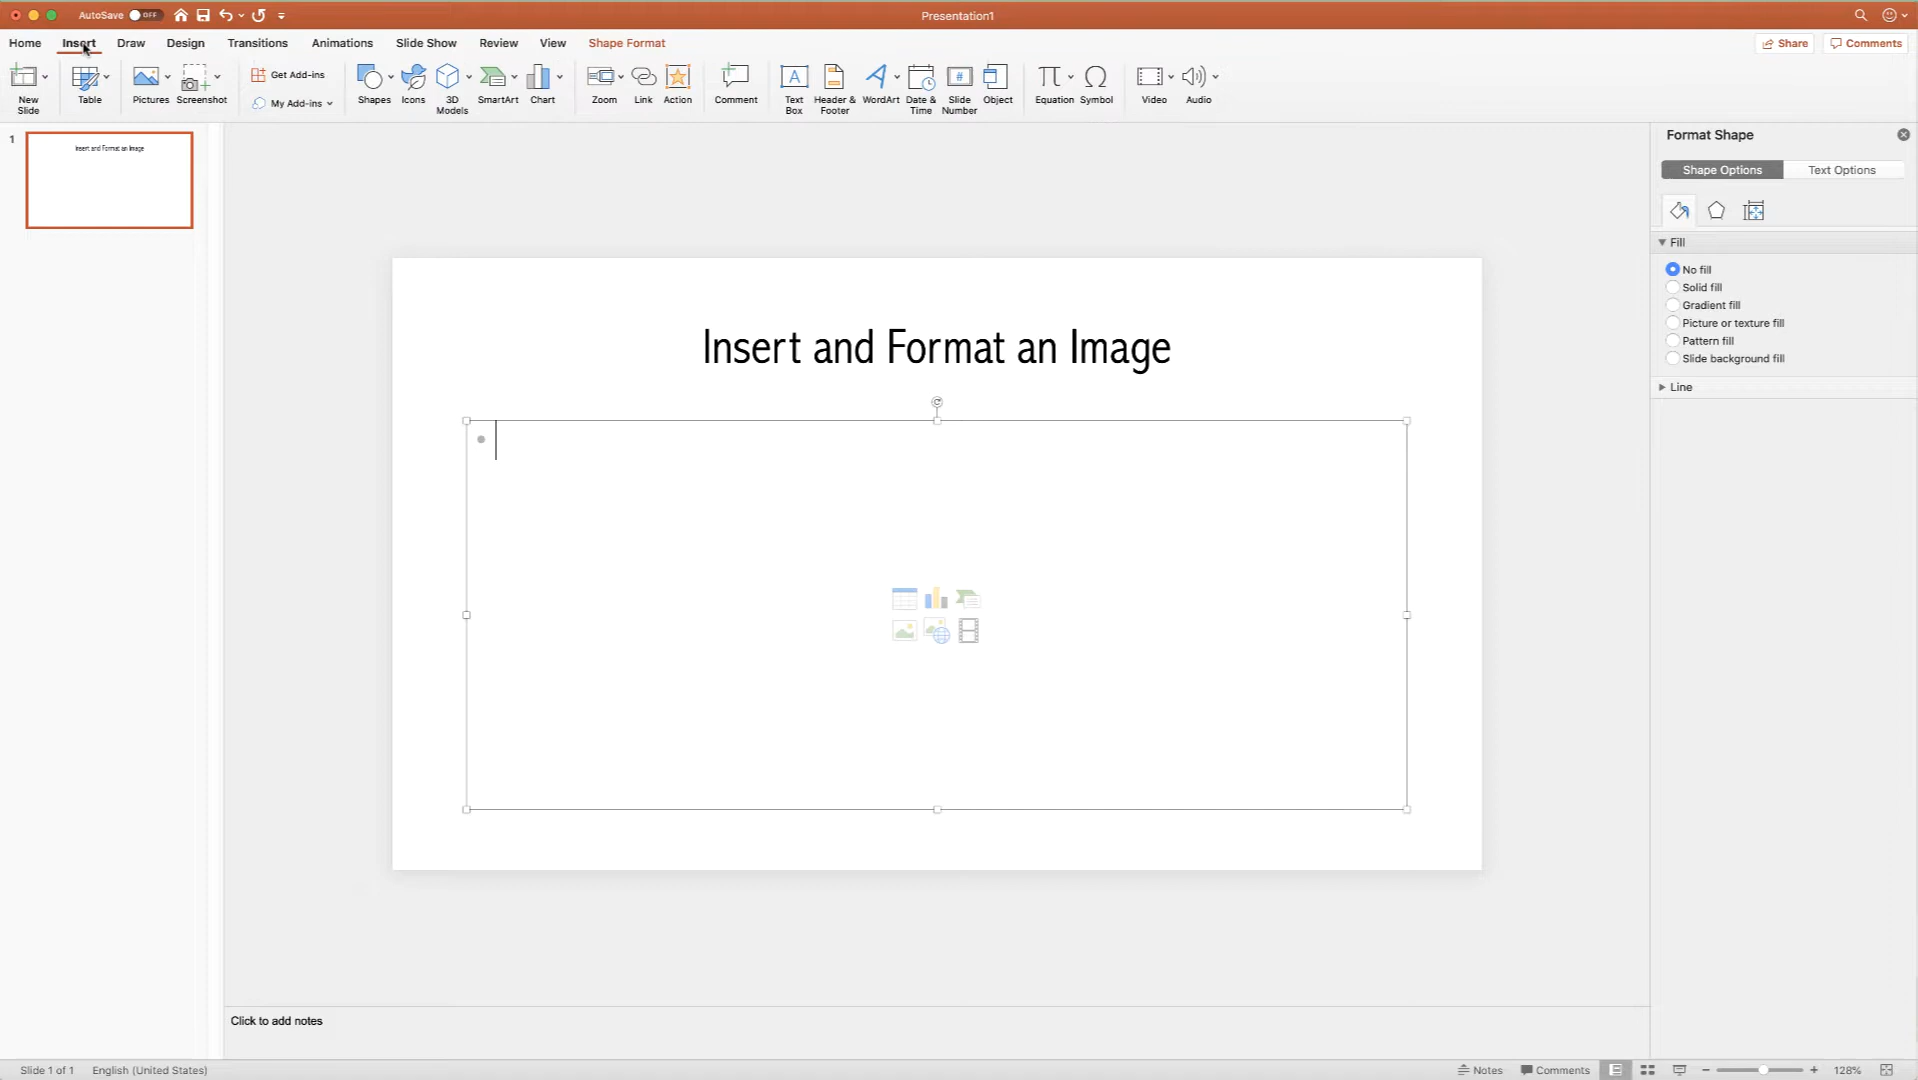 AutoSave OFF
Presentation1
Home Insert Draw Design Transitions Animations Slide Show Review View Shape Format
Share Comments
New Slide
Table
Pictures
Screenshot
Get Add-ins
My Add-ins
Shapes
Icons
3D Models
SmartArt
Chart
Zoom
Link
Action
Comment
Text Box
Header & Footer
WordArt
Date & Time
Slide Number
Object
Equation
Symbol
Video
Audio
1
Insert and Format an Image
Insert and Format an Image
Format Shape
Shape Options Text Options
Fill
No fill
Solid fill
Gradient fill
Picture or texture fill
Pattern fill
Slide background fill
Line
Click to add notes
Slide 1 of 1 English (United States)
Notes Comments 128%